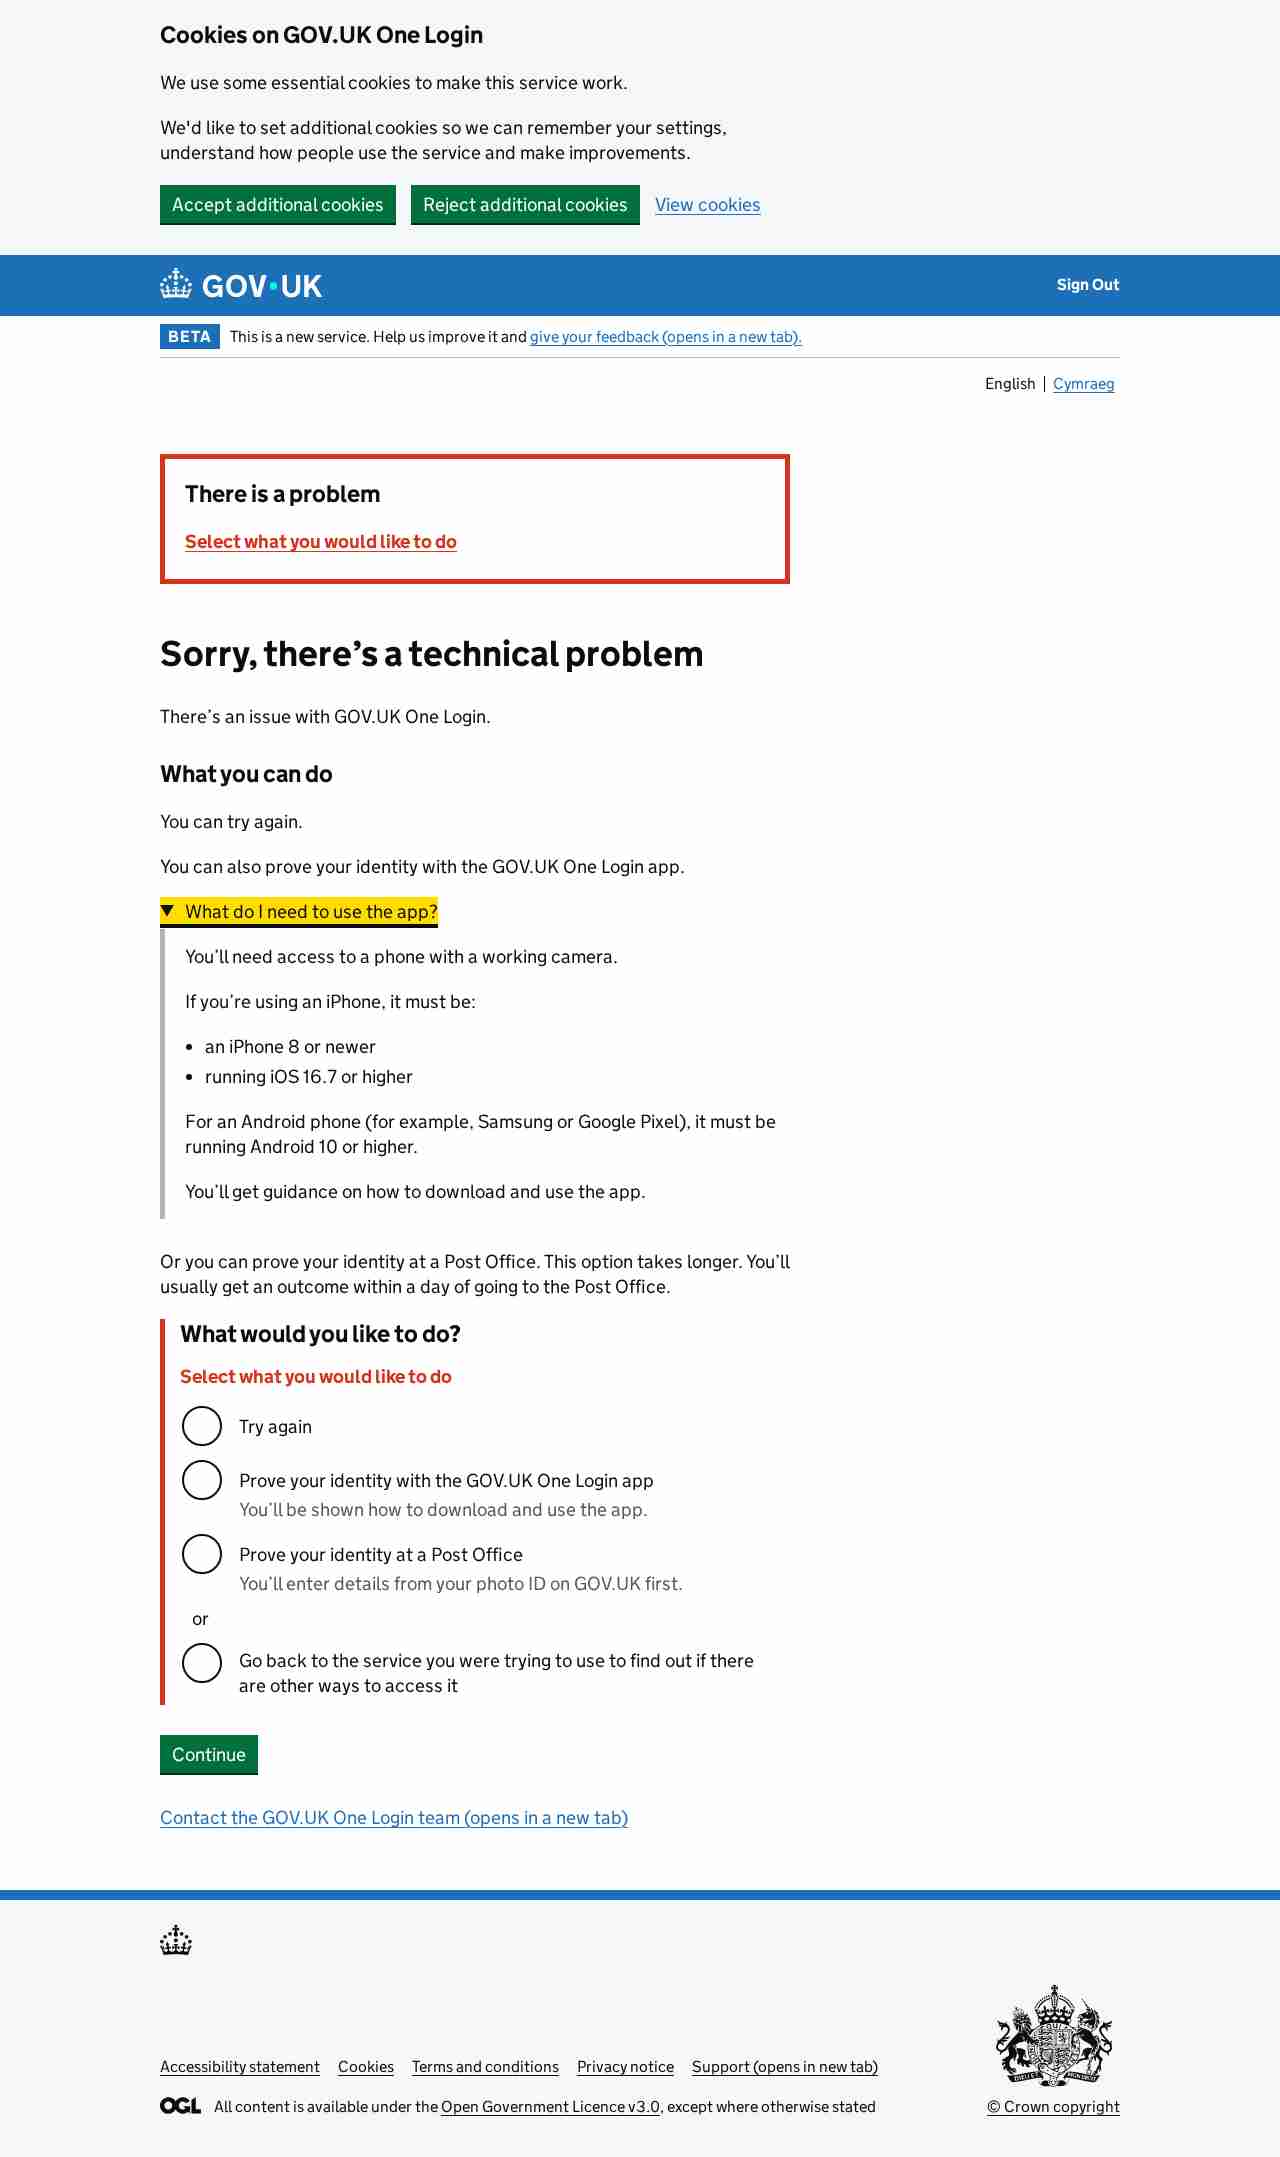 Cookies on GOV.UK One Login
We use some essential cookies to make this service work.
We'd like to set additional cookies so we can remember your settings,
understand how people use the service and make improvements.
Accept additional cookies Reject additional cookies View cookies
GOV·UK Sign Out
BETA This is a new service. Help us improve it and give your feedback (opens in a new tab).
English Cymraeg
There is a problem
Select what you would like to do
Sorry, there’s a technical problem
There’s an issue with GOV.UK One Login.
What you can do
You can try again.
You can also prove your identity with the GOV.UK One Login app.
What do I need to use the app?
You’ll need access to a phone with a working camera.
If you’re using an iPhone, it must be:
• an iPhone 8 or newer
• running iOS 16.7 or higher
For an Android phone (for example, Samsung or Google Pixel), it must be
running Android 10 or higher.
You’ll get guidance on how to download and use the app.
Or you can prove your identity at a Post Office. This option takes longer. You’ll
usually get an outcome within a day of going to the Post Office.
What would you like to do?
Select what you would like to do
Try again
Prove your identity with the GOV.UK One Login app
You’ll be shown how to download and use the app.
Prove your identity at a Post Office
You’ll enter details from your photo ID on GOV.UK first.
or
Go back to the service you were trying to use to find out if there
are other ways to access it
Continue
Contact the GOV.UK One Login team (opens in a new tab)
Accessibility statement Cookies Terms and conditions Privacy notice Support (opens in new tab)
OGL All content is available under the Open Government Licence v3.0, except where otherwise stated
© Crown copyright